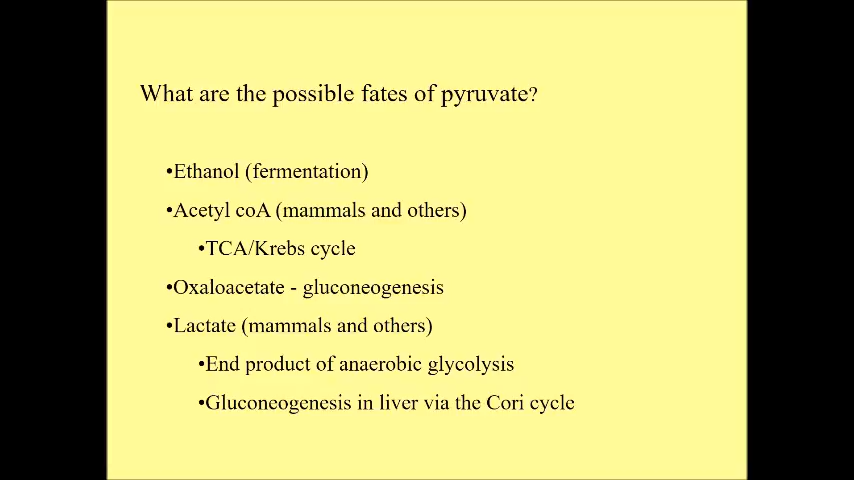 What are the possible fates of pyruvate?
•Ethanol (fermentation)
•Acetyl coA (mammals and others)
•TCA/Krebs cycle
•Oxaloacetate - gluconeogenesis
•Lactate (mammals and others)
•End product of anaerobic glycolysis
•Gluconeogenesis in liver via the Cori cycle